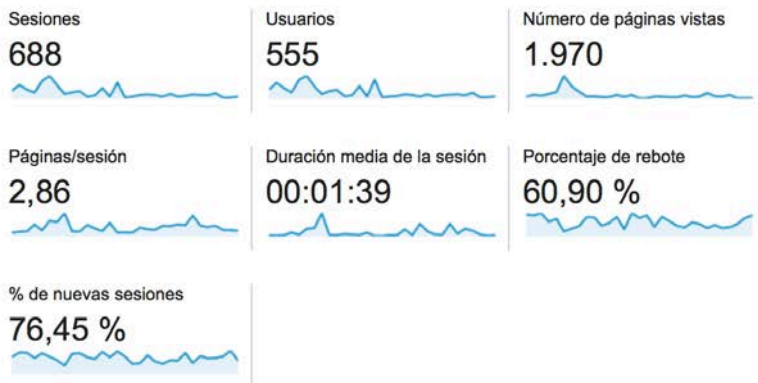 Sesiones
688
Usuarios
555
Número de páginas vistas
1.970
Páginas/sesión
2,86
Duración media de la sesión
00:01:39
Porcentaje de rebote
60,90 %
% de nuevas sesiones
76,45 %